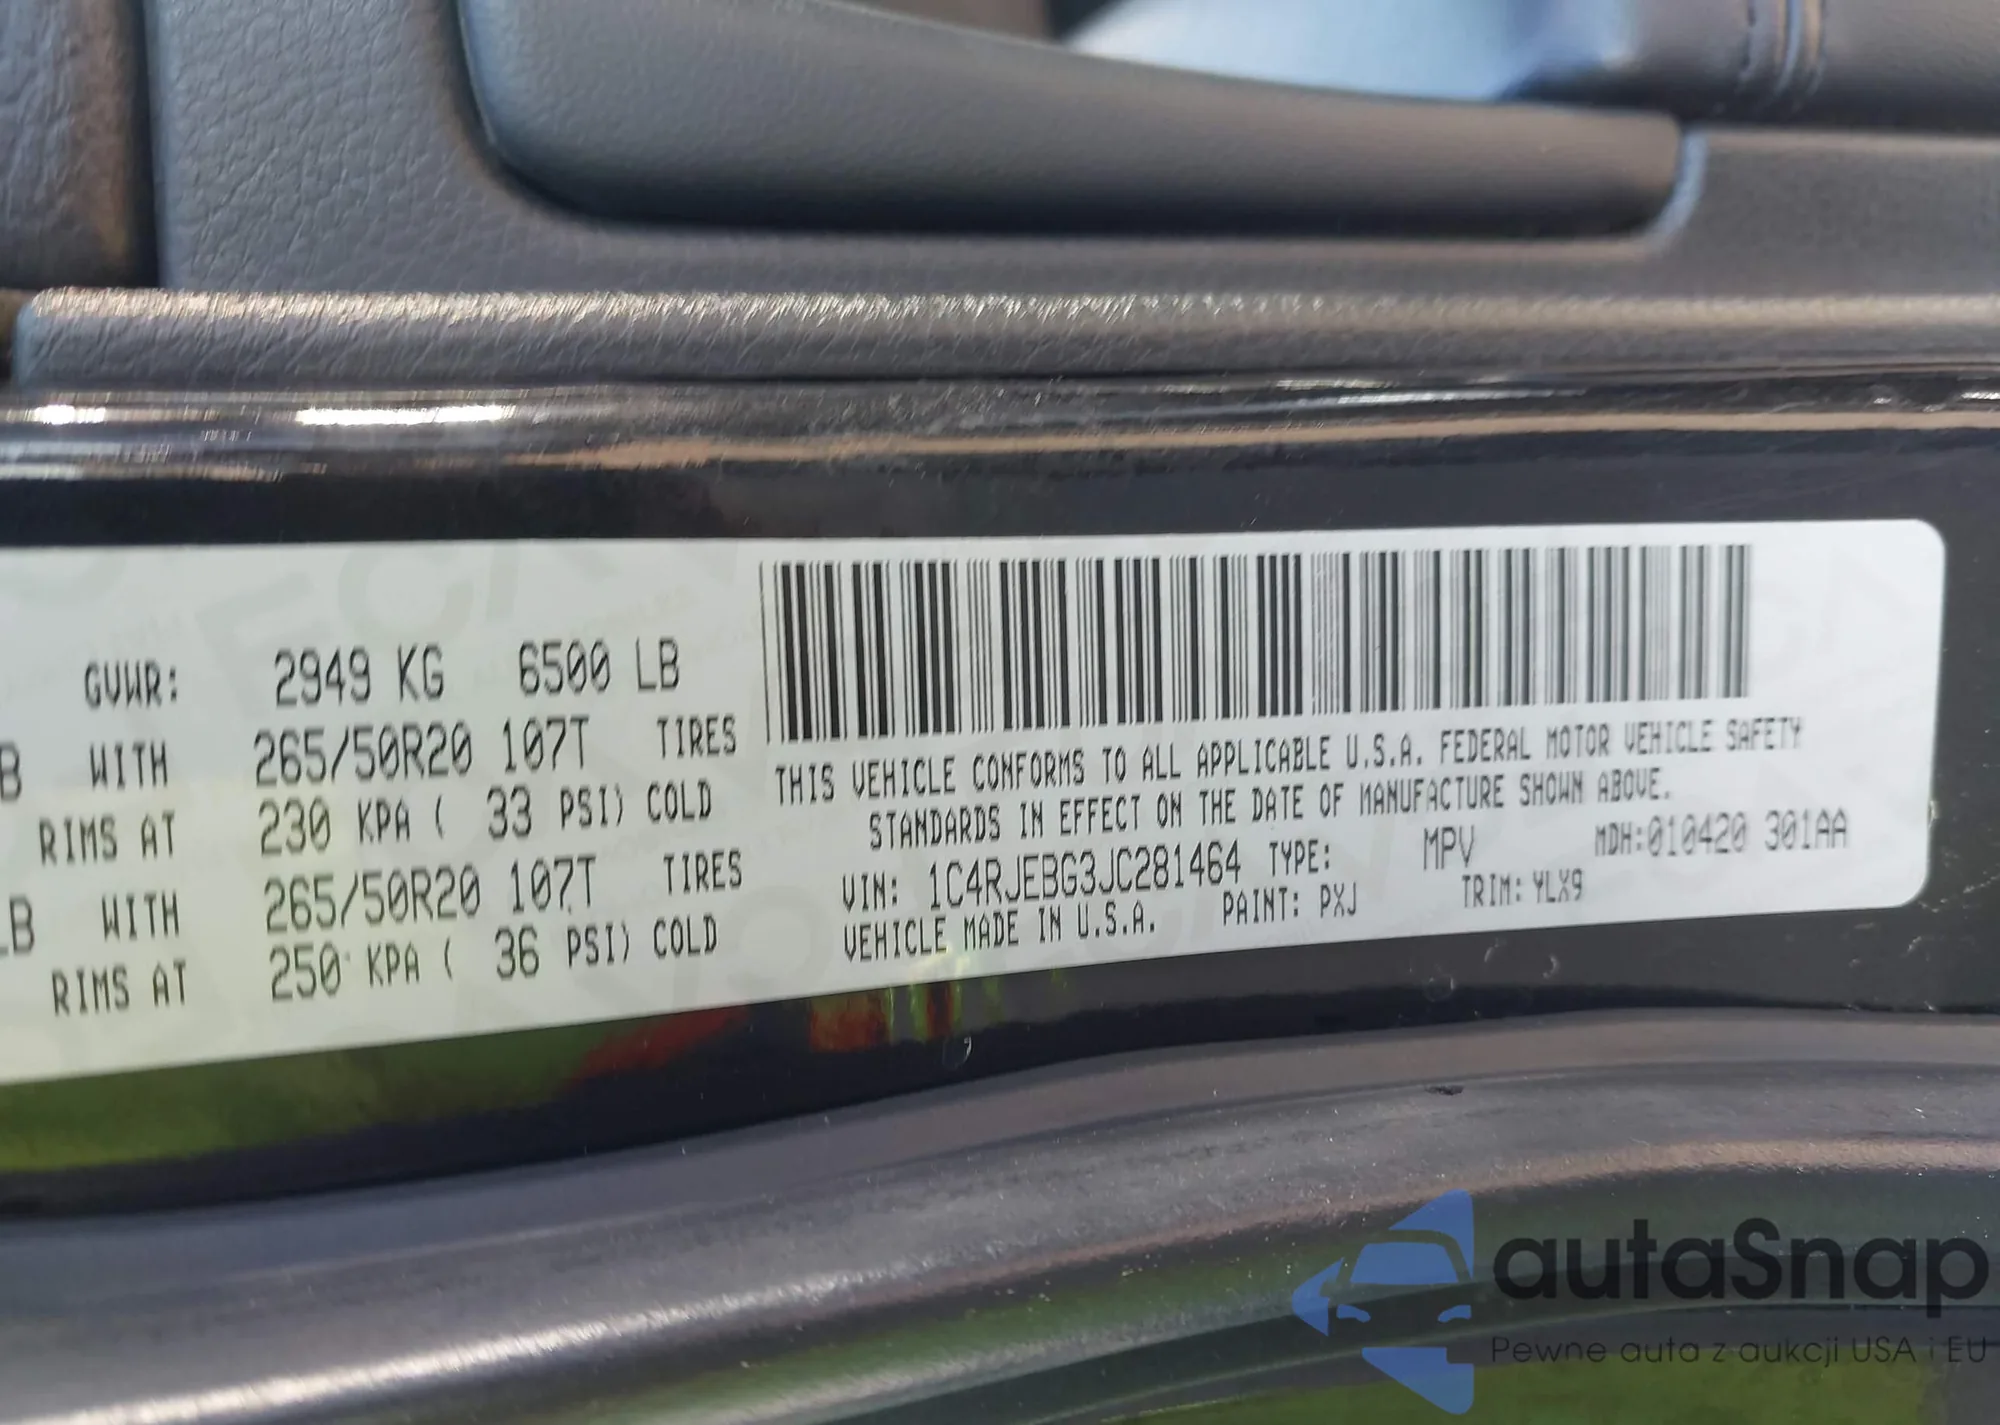 GVWR: 2949 KG 6500 LB
B WITH 265/50R20 107T TIRES
RIMS AT 230 KPA ( 33 PSI) COLD
LB WITH 265/50R20 107T TIRES
RIMS AT 250 KPA ( 36 PSI) COLD
THIS VEHICLE CONFORMS TO ALL APPLICABLE U.S.A. FEDERAL MOTOR VEHICLE SAFETY
STANDARDS IN EFFECT ON THE DATE OF MANUFACTURE SHOWN ABOVE.
VIN: 1C4RJEBG3JC281464 TYPE: MPV MDH:010420 301AA
VEHICLE MADE IN U.S.A. PAINT: PXJ TRIM: YLX9
autaSnap
Pewne auta z aukcji USA i EU